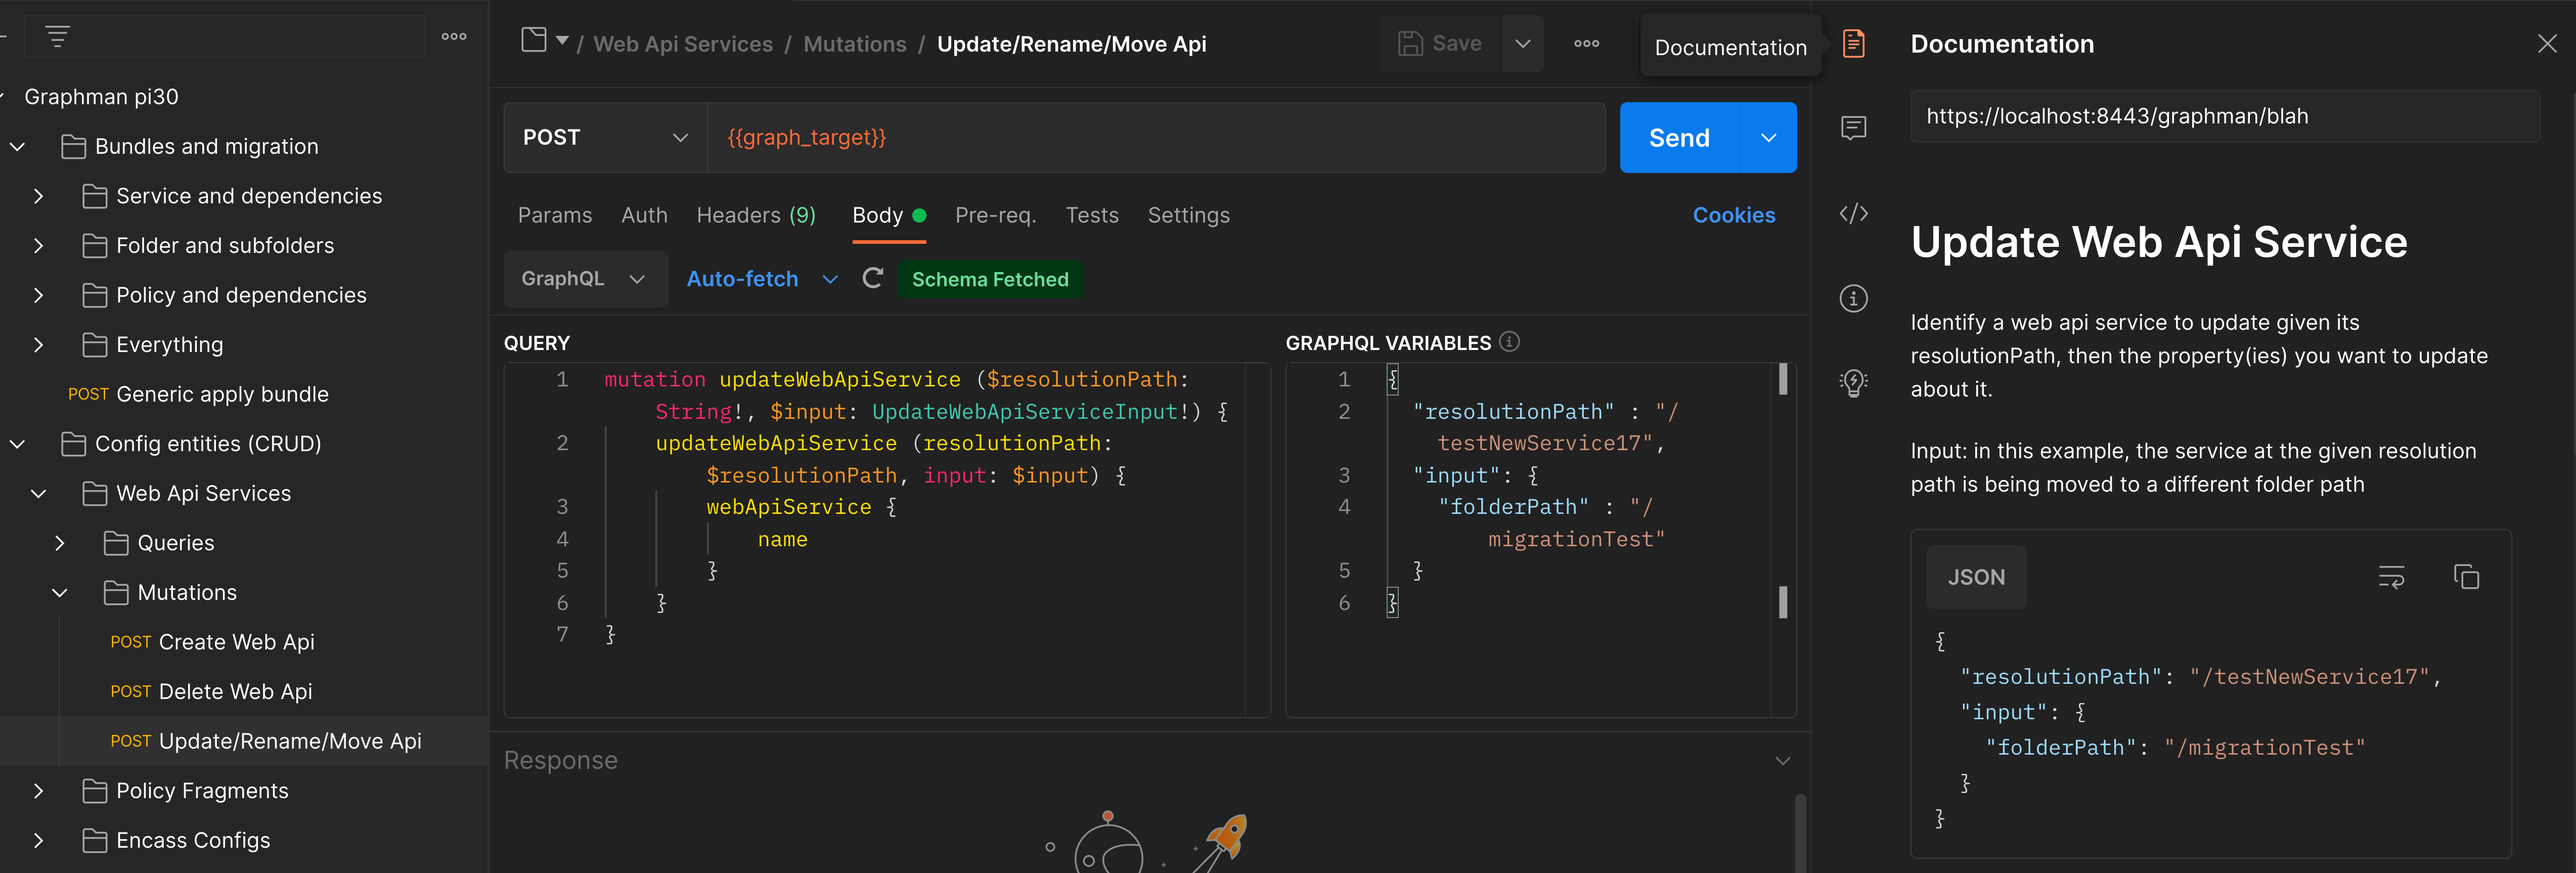 Graphman pi30
Bundles and migration
Service and dependencies
Folder and subfolders
Policy and dependencies
Everything
POST Generic apply bundle
Config entities (CRUD)
Web Api Services
Queries
Mutations
POST Create Web Api
POST Delete Web Api
POST Update/Rename/Move Api
Policy Fragments
Encass Configs
/ Web Api Services / Mutations / Update/Rename/Move Api
Save
Documentation
POST
{{graph_target}}
Send
Params Auth Headers (9) Body Pre-req. Tests Settings Cookies
GraphQL Auto-fetch Schema Fetched
QUERY
1 mutation updateWebApiService ($resolutionPath:
String!, $input: UpdateWebApiServiceInput!) {
2 updateWebApiService (resolutionPath:
$resolutionPath, input: $input) {
3 webApiService {
4 name
5 }
6 }
7 }
GRAPHQL VARIABLES
1 {
2 "resolutionPath" : "/
testNewService17",
3 "input": {
4 "folderPath" : "/
migrationTest"
5 }
6 }
Response
Documentation
https://localhost:8443/graphman/blah
Update Web Api Service
Identify a web api service to update given its
resolutionPath, then the property(ies) you want to update
about it.
Input: in this example, the service at the given resolution
path is being moved to a different folder path
JSON
{
"resolutionPath": "/testNewService17",
"input": {
"folderPath": "/migrationTest"
}
}